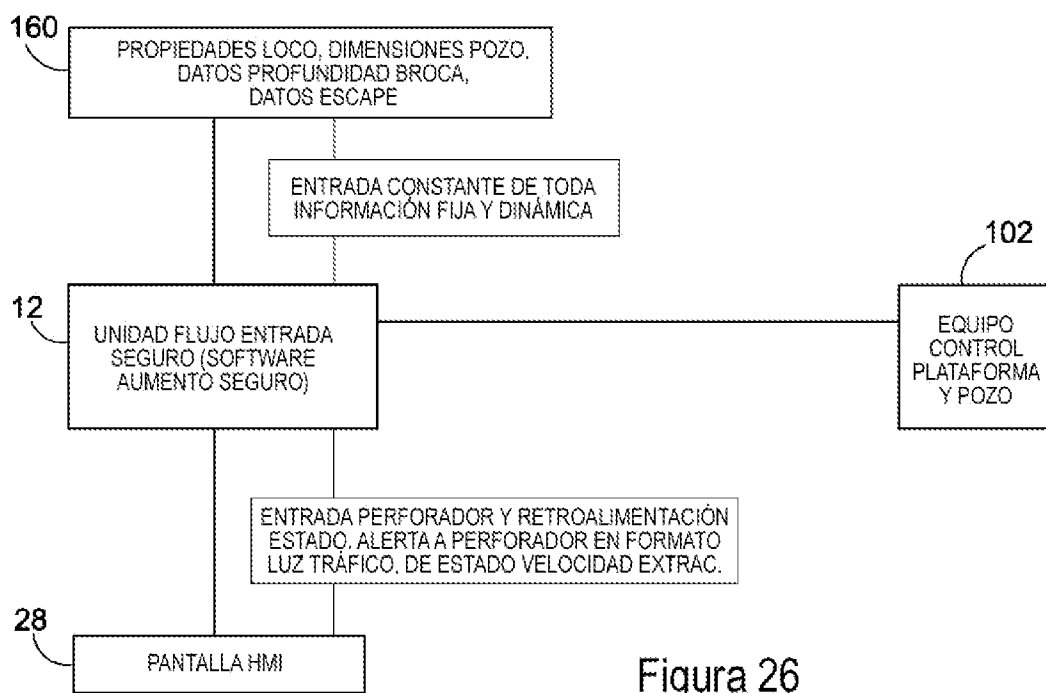 160
PROPIEDADES LOCO, DIMENSIONES POZO,
DATOS PROFUNDIDAD BROCA,
DATOS ESCAPE
ENTRADA CONSTANTE DE TODA
INFORMACIÓN FIJA Y DINÁMICA
102
12
UNIDAD FLUJO ENTRADA
SEGURO (SOFTWARE
AUMENTO SEGURO)
EQUIPO
CONTROL
PLATAFORMA
Y POZO
ENTRADA PERFORADOR Y RETROALIMENTACIÓN
ESTADO. ALERTA A PERFORADOR EN FORMATO
LUZ TRÁFICO, DE ESTADO VELOCIDAD EXTRAC.
28
PANTALLA HMI
Figura 26